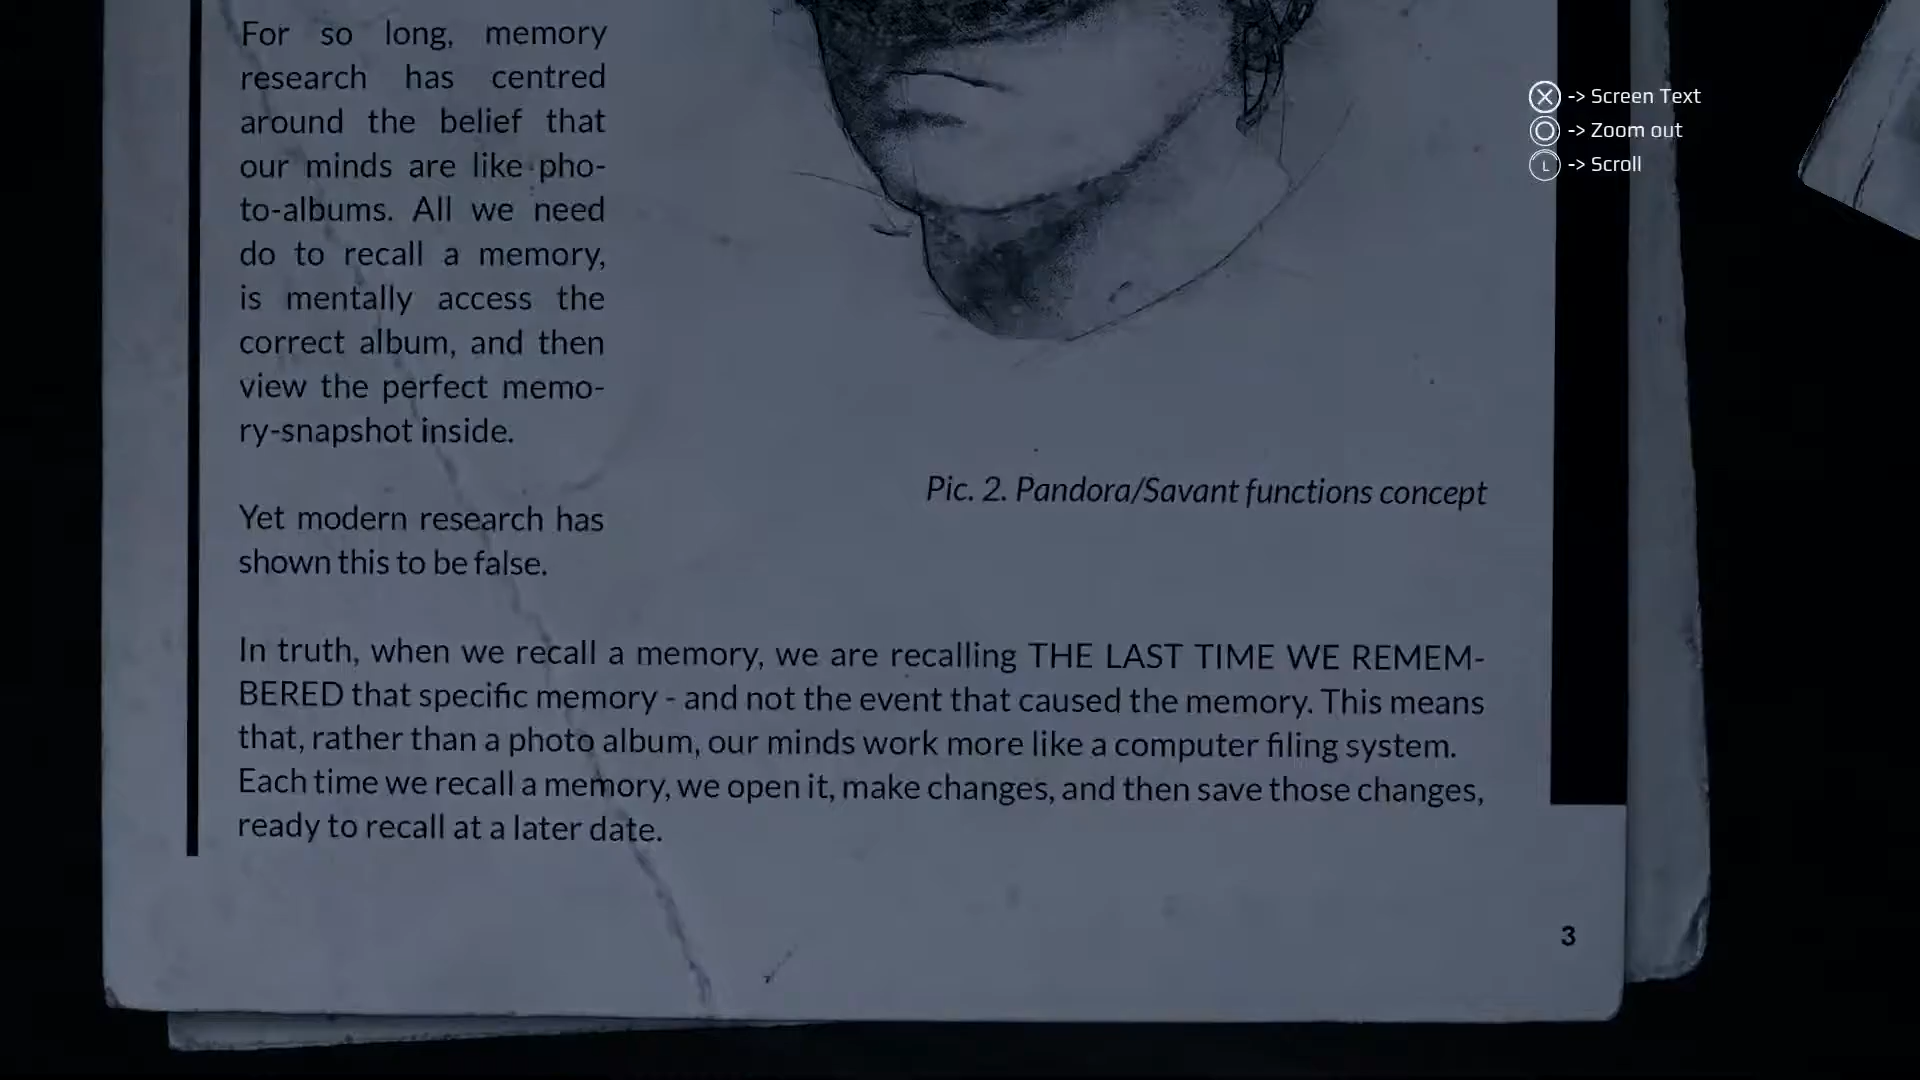 For so long, memory
research has centred
around the belief that
our minds are like pho-
to-albums. All we need
do to recall a memory,
is mentally access the
correct album, and then
view the perfect memo-
ry-snapshot inside.
Yet modern research has
shown this to be false.
Pic. 2. Pandora/Savant functions concept
In truth, when we recall a memory, we are recalling THE LAST TIME WE REMEM-
BERED that specific memory - and not the event that caused the memory. This means
that, rather than a photo album, our minds work more like a computer filing system.
Each time we recall a memory, we open it, make changes, and then save those changes,
ready to recall at a later date.
3
X -> Screen Text
O -> Zoom out
L -> Scroll